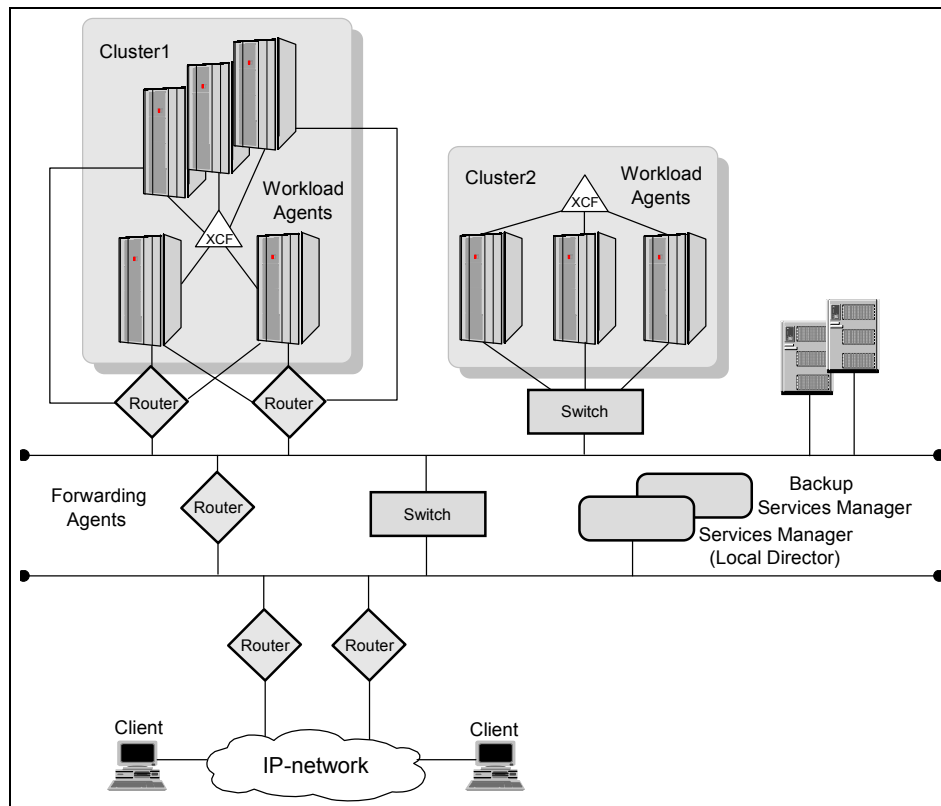 Cluster1
Workload
Agents
XCF
Cluster2
Workload
Agents
XCF
Router
Router
Switch
Forwarding
Agents
Router
Switch
Backup
Services Manager
Services Manager
(Local Director)
Router
Router
Client
IP-network
Client